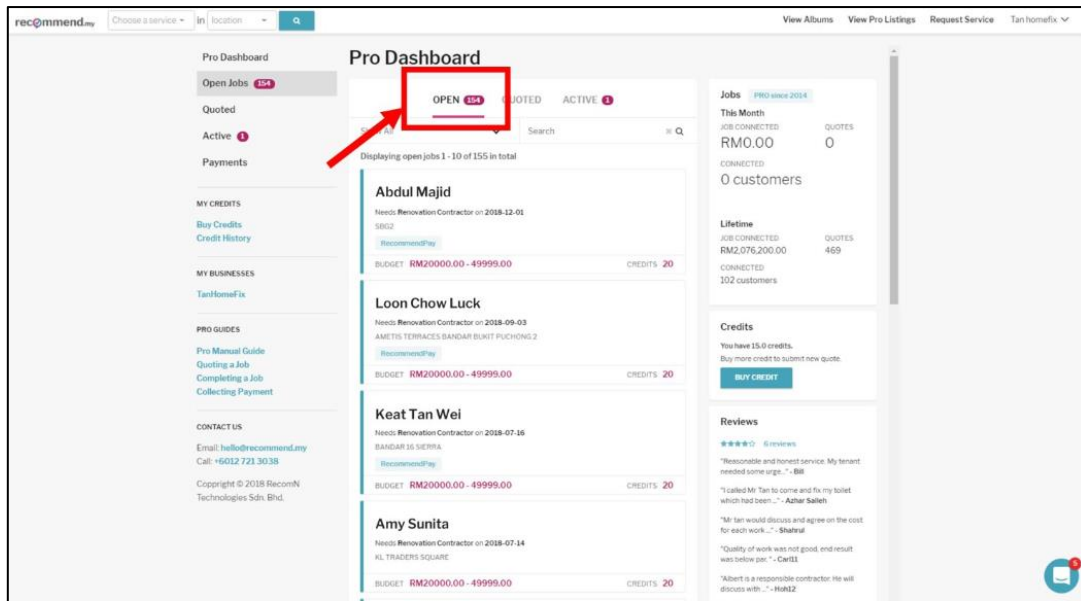 recommend.my
Choose a service
in
location
View Albums
View Pro Listings
Request Service
Tan homefix
Pro Dashboard
Open Jobs 154
Quoted
Active 1
Payments
MY CREDITS
Buy Credits
Credit History
MY BUSINESSES
TanHomeFix
PRO GUIDES
Pro Manual Guide
Quoting a Job
Completing a Job
Collecting Payment
CONTACT US
Email: hello@recommend.my
Call: +6012 721 3038
Copyright © 2018 RecomN
Technologies Sdn. Bhd.
Pro Dashboard
OPEN 154
QUOTED
ACTIVE 1
All
Search
Displaying open jobs 1 - 10 of 155 in total
Abdul Majid
Needs Renovation Contractor on 2018-12-01
SBG2
RecommendPay
BUDGET RM20000.00 - 49999.00
CREDITS 20
Loon Chow Luck
Needs Renovation Contractor on 2018-09-03
AMETIS TERRACES BANDAR BUKIT PUCHONG 2
RecommendPay
BUDGET RM20000.00 - 49999.00
CREDITS 20
Keat Tan Wei
Needs Renovation Contractor on 2018-07-16
BANDAR 16 SIERRA
RecommendPay
BUDGET RM20000.00 - 49999.00
CREDITS 20
Amy Sunita
Needs Renovation Contractor on 2018-07-14
KL TRADERS SQUARE
BUDGET RM20000.00 - 49999.00
CREDITS 20
Jobs PRO since 2014
This Month
JOB CONNECTED
QUOTES
RM0.00
0
CONNECTED
0 customers
Lifetime
JOB CONNECTED
QUOTES
RM2,076,200.00
469
CONNECTED
102 customers
Credits
You have 15.0 credits.
Buy more credit to submit new quote.
BUY CREDIT
Reviews
6 reviews
"Reasonable and honest service. My tenant
needed some urge..." - Bill
"I called Mr Tan to come and fix my toilet
which had been ..." - Azhar Salleh
"Mr tan would discuss and agree on the cost
for each work ..." - Shahrul
"Quality of work was not good, end result
was below par. " - Carl11
"Albert is a responsible contractor. He will
discuss with ..." - Hoh12
5